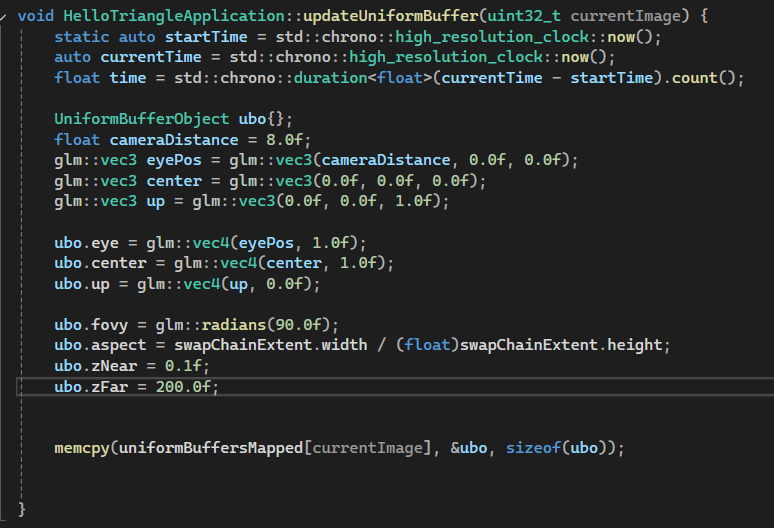 void HelloTriangleApplication::updateUniformBuffer(uint32_t currentImage) {
    static auto startTime = std::chrono::high_resolution_clock::now();
    auto currentTime = std::chrono::high_resolution_clock::now();
    float time = std::chrono::duration<float>(currentTime - startTime).count();

    UniformBufferObject ubo{};
    float cameraDistance = 8.0f;
    glm::vec3 eyePos = glm::vec3(cameraDistance, 0.0f, 0.0f);
    glm::vec3 center = glm::vec3(0.0f, 0.0f, 0.0f);
    glm::vec3 up = glm::vec3(0.0f, 0.0f, 1.0f);

    ubo.eye = glm::vec4(eyePos, 1.0f);
    ubo.center = glm::vec4(center, 1.0f);
    ubo.up = glm::vec4(up, 0.0f);

    ubo.fovy = glm::radians(90.0f);
    ubo.aspect = swapChainExtent.width / (float)swapChainExtent.height;
    ubo.zNear = 0.1f;
    ubo.zFar = 200.0f;

    memcpy(uniformBuffersMapped[currentImage], &ubo, sizeof(ubo));

}